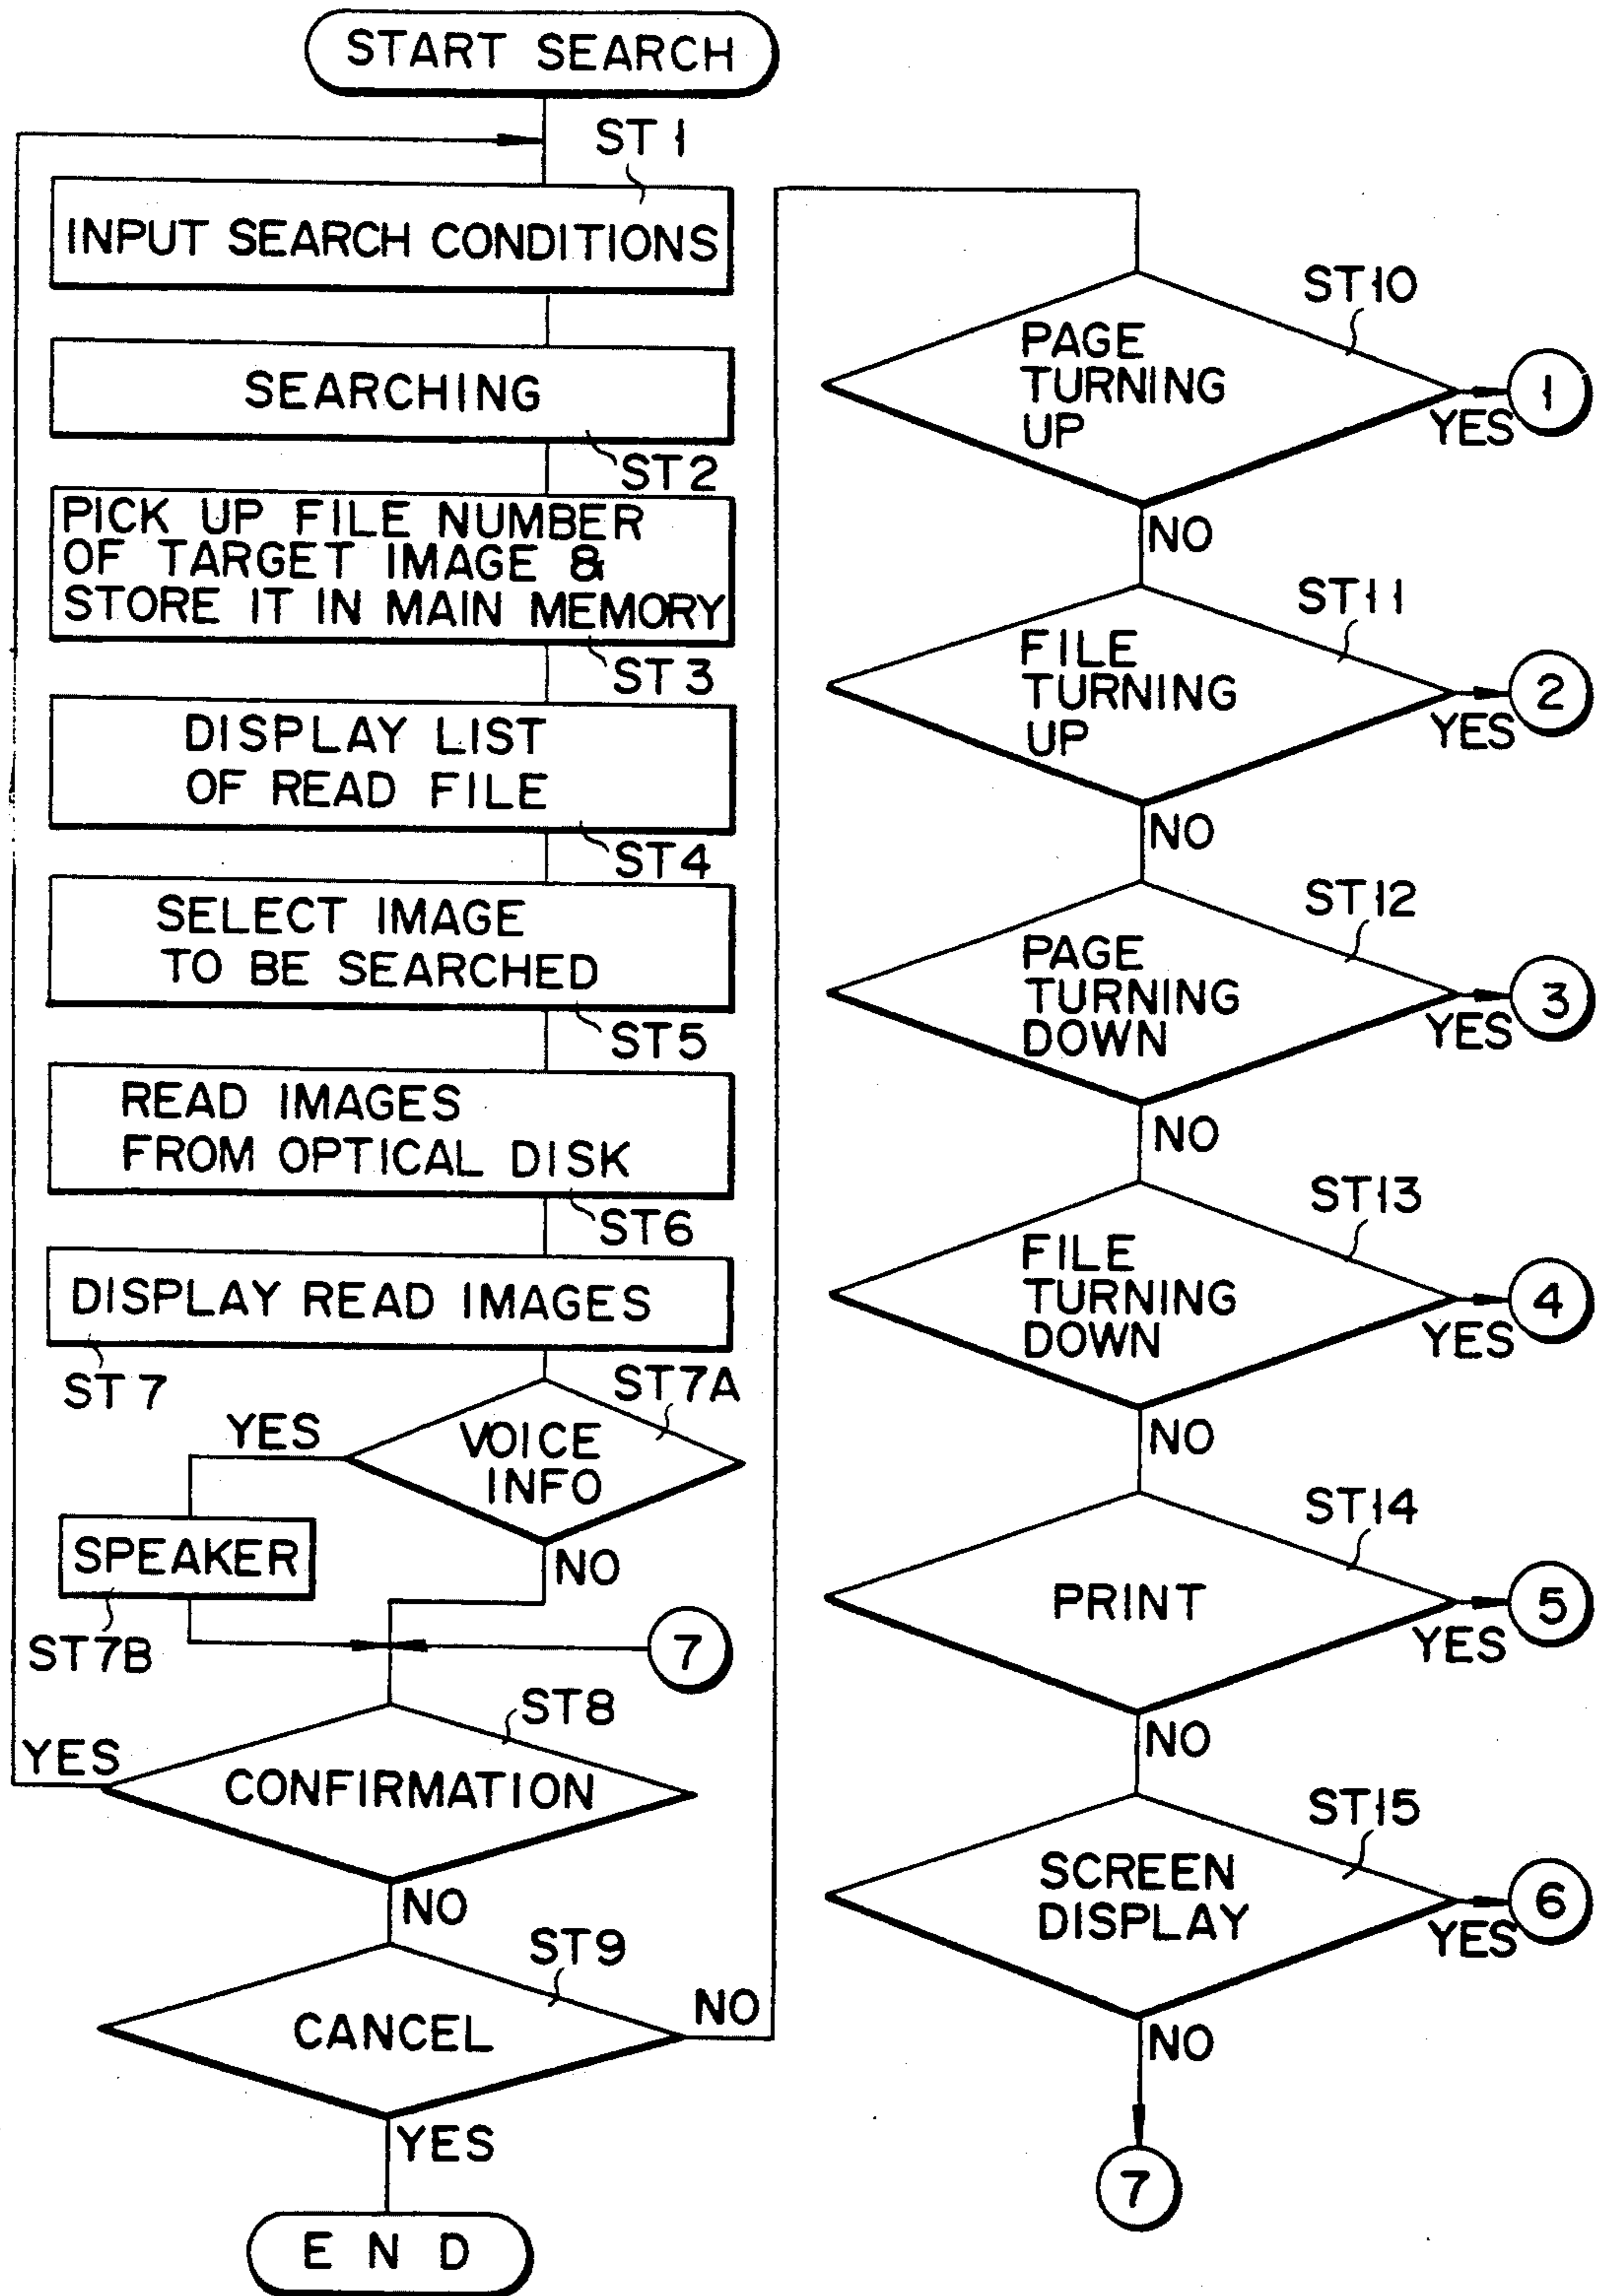 START SEARCH
ST1
INPUT SEARCH CONDITIONS
SEARCHING
ST2
PICK UP FILE NUMBER
OF TARGET IMAGE &
STORE IT IN MAIN MEMORY
ST3
DISPLAY LIST
OF READ FILE
ST4
SELECT IMAGE
TO BE SEARCHED
ST5
READ IMAGES
FROM OPTICAL DISK
ST6
DISPLAY READ IMAGES
ST7
ST7A
VOICE
INFO
YES
NO
SPEAKER
ST7B
7
ST8
CONFIRMATION
YES
NO
ST9
CANCEL
NO
YES
END
ST10
PAGE
TURNING
UP
YES
1
NO
ST11
FILE
TURNING
UP
YES
2
NO
ST12
PAGE
TURNING
DOWN
YES
3
NO
ST13
FILE
TURNING
DOWN
YES
4
NO
ST14
PRINT
YES
5
NO
ST15
SCREEN
DISPLAY
YES
6
NO
7